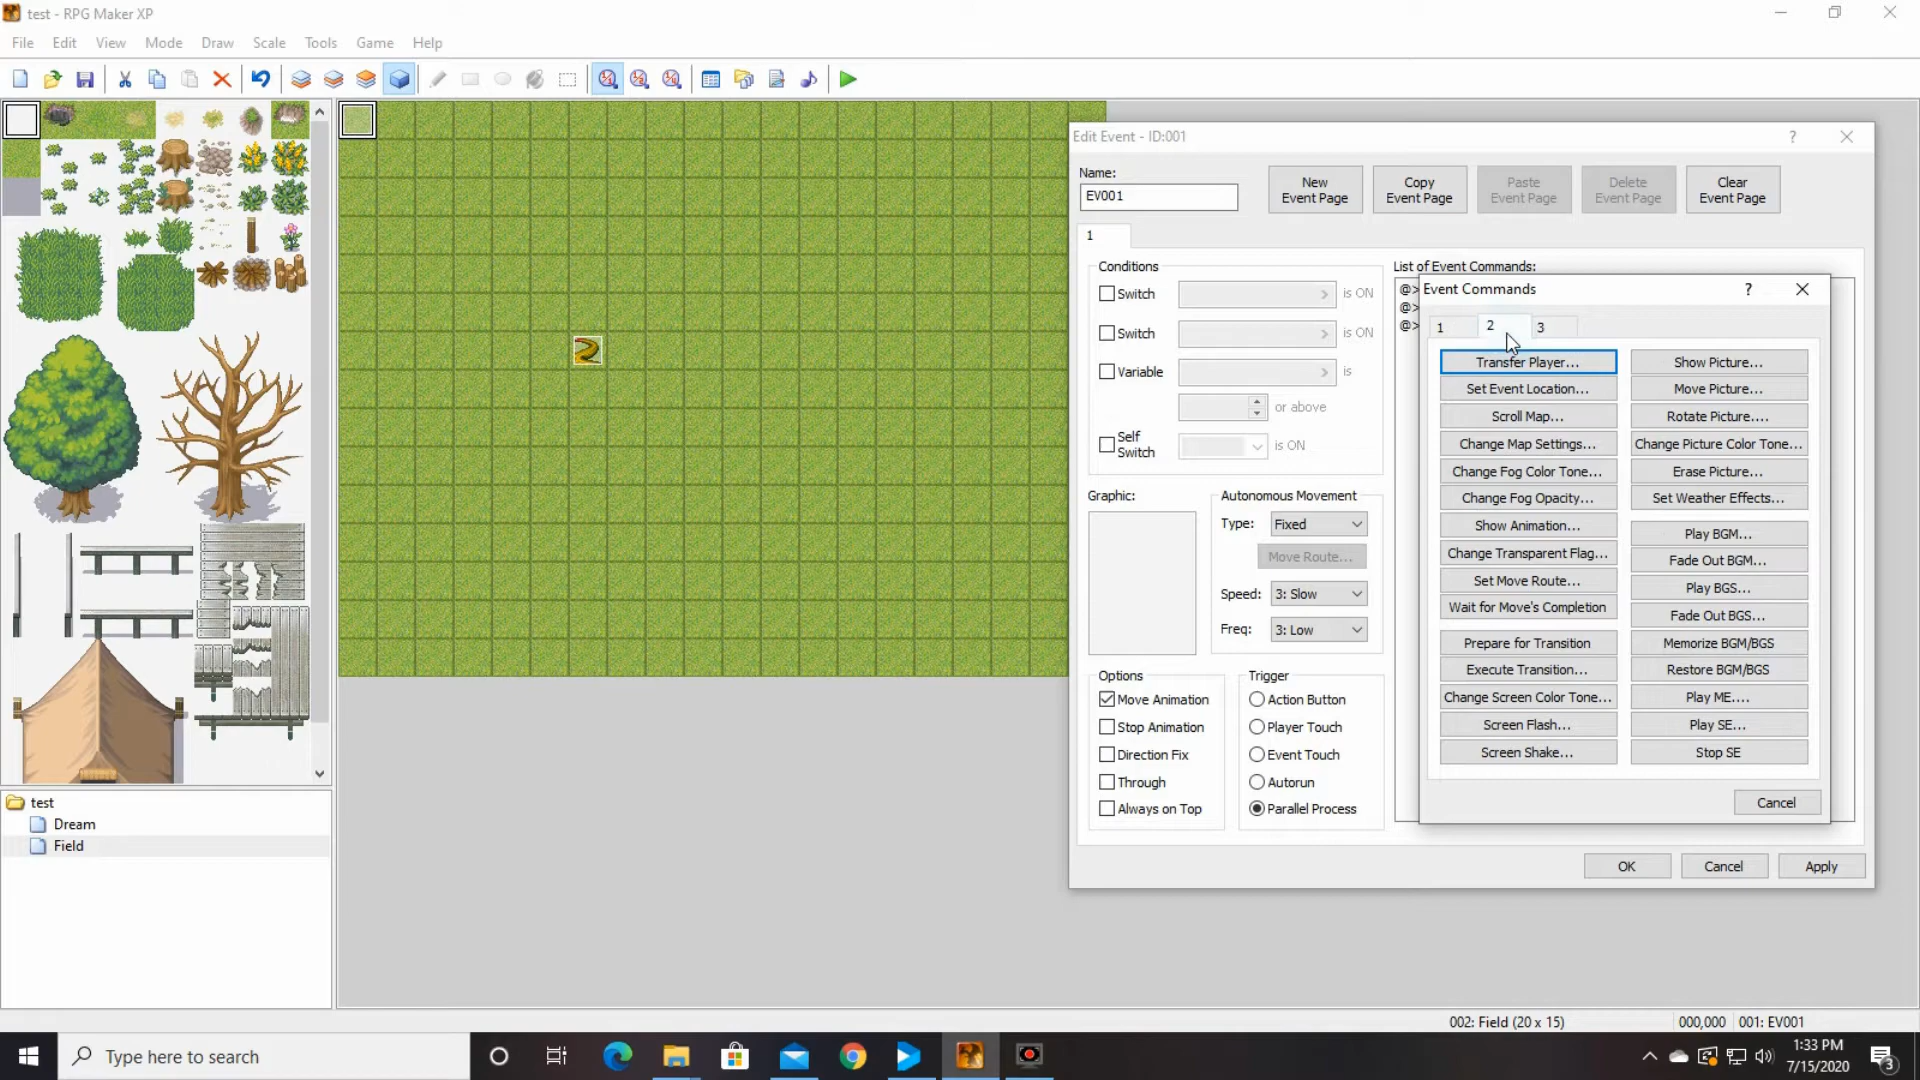 test - RPG Maker XP
File Edit View Mode Draw Scale Tools Game Help
Edit Event - ID:001
Name:
EV001
New Event Page
Copy Event Page
Paste Event Page
Delete Event Page
Clear Event Page
1
Conditions
Switch is ON
Switch is ON
Variable is
or above
Self Switch is ON
Graphic:
Autonomous Movement
Type: Fixed
Move Route...
Speed: 3: Slow
Freq: 3: Low
Options
Move Animation
Stop Animation
Direction Fix
Through
Always on Top
Trigger
Action Button
Player Touch
Event Touch
Autorun
Parallel Process
List of Event Commands:
@>
@>
@>
Event Commands
1 2 3
Transfer Player...
Set Event Location...
Scroll Map...
Change Map Settings...
Change Fog Color Tone...
Change Fog Opacity...
Show Animation...
Change Transparent Flag...
Set Move Route...
Wait for Move's Completion
Prepare for Transition
Execute Transition...
Change Screen Color Tone...
Screen Flash...
Screen Shake...
Show Picture...
Move Picture...
Rotate Picture....
Change Picture Color Tone...
Erase Picture...
Set Weather Effects...
Play BGM...
Fade Out BGM...
Play BGS...
Fade Out BGS...
Memorize BGM/BGS
Restore BGM/BGS
Play ME....
Play SE...
Stop SE
Cancel
OK Cancel Apply
test
Dream
Field
002: Field (20 x 15) 000,000 001: EV001
Type here to search
1:33 PM
7/15/2020
3